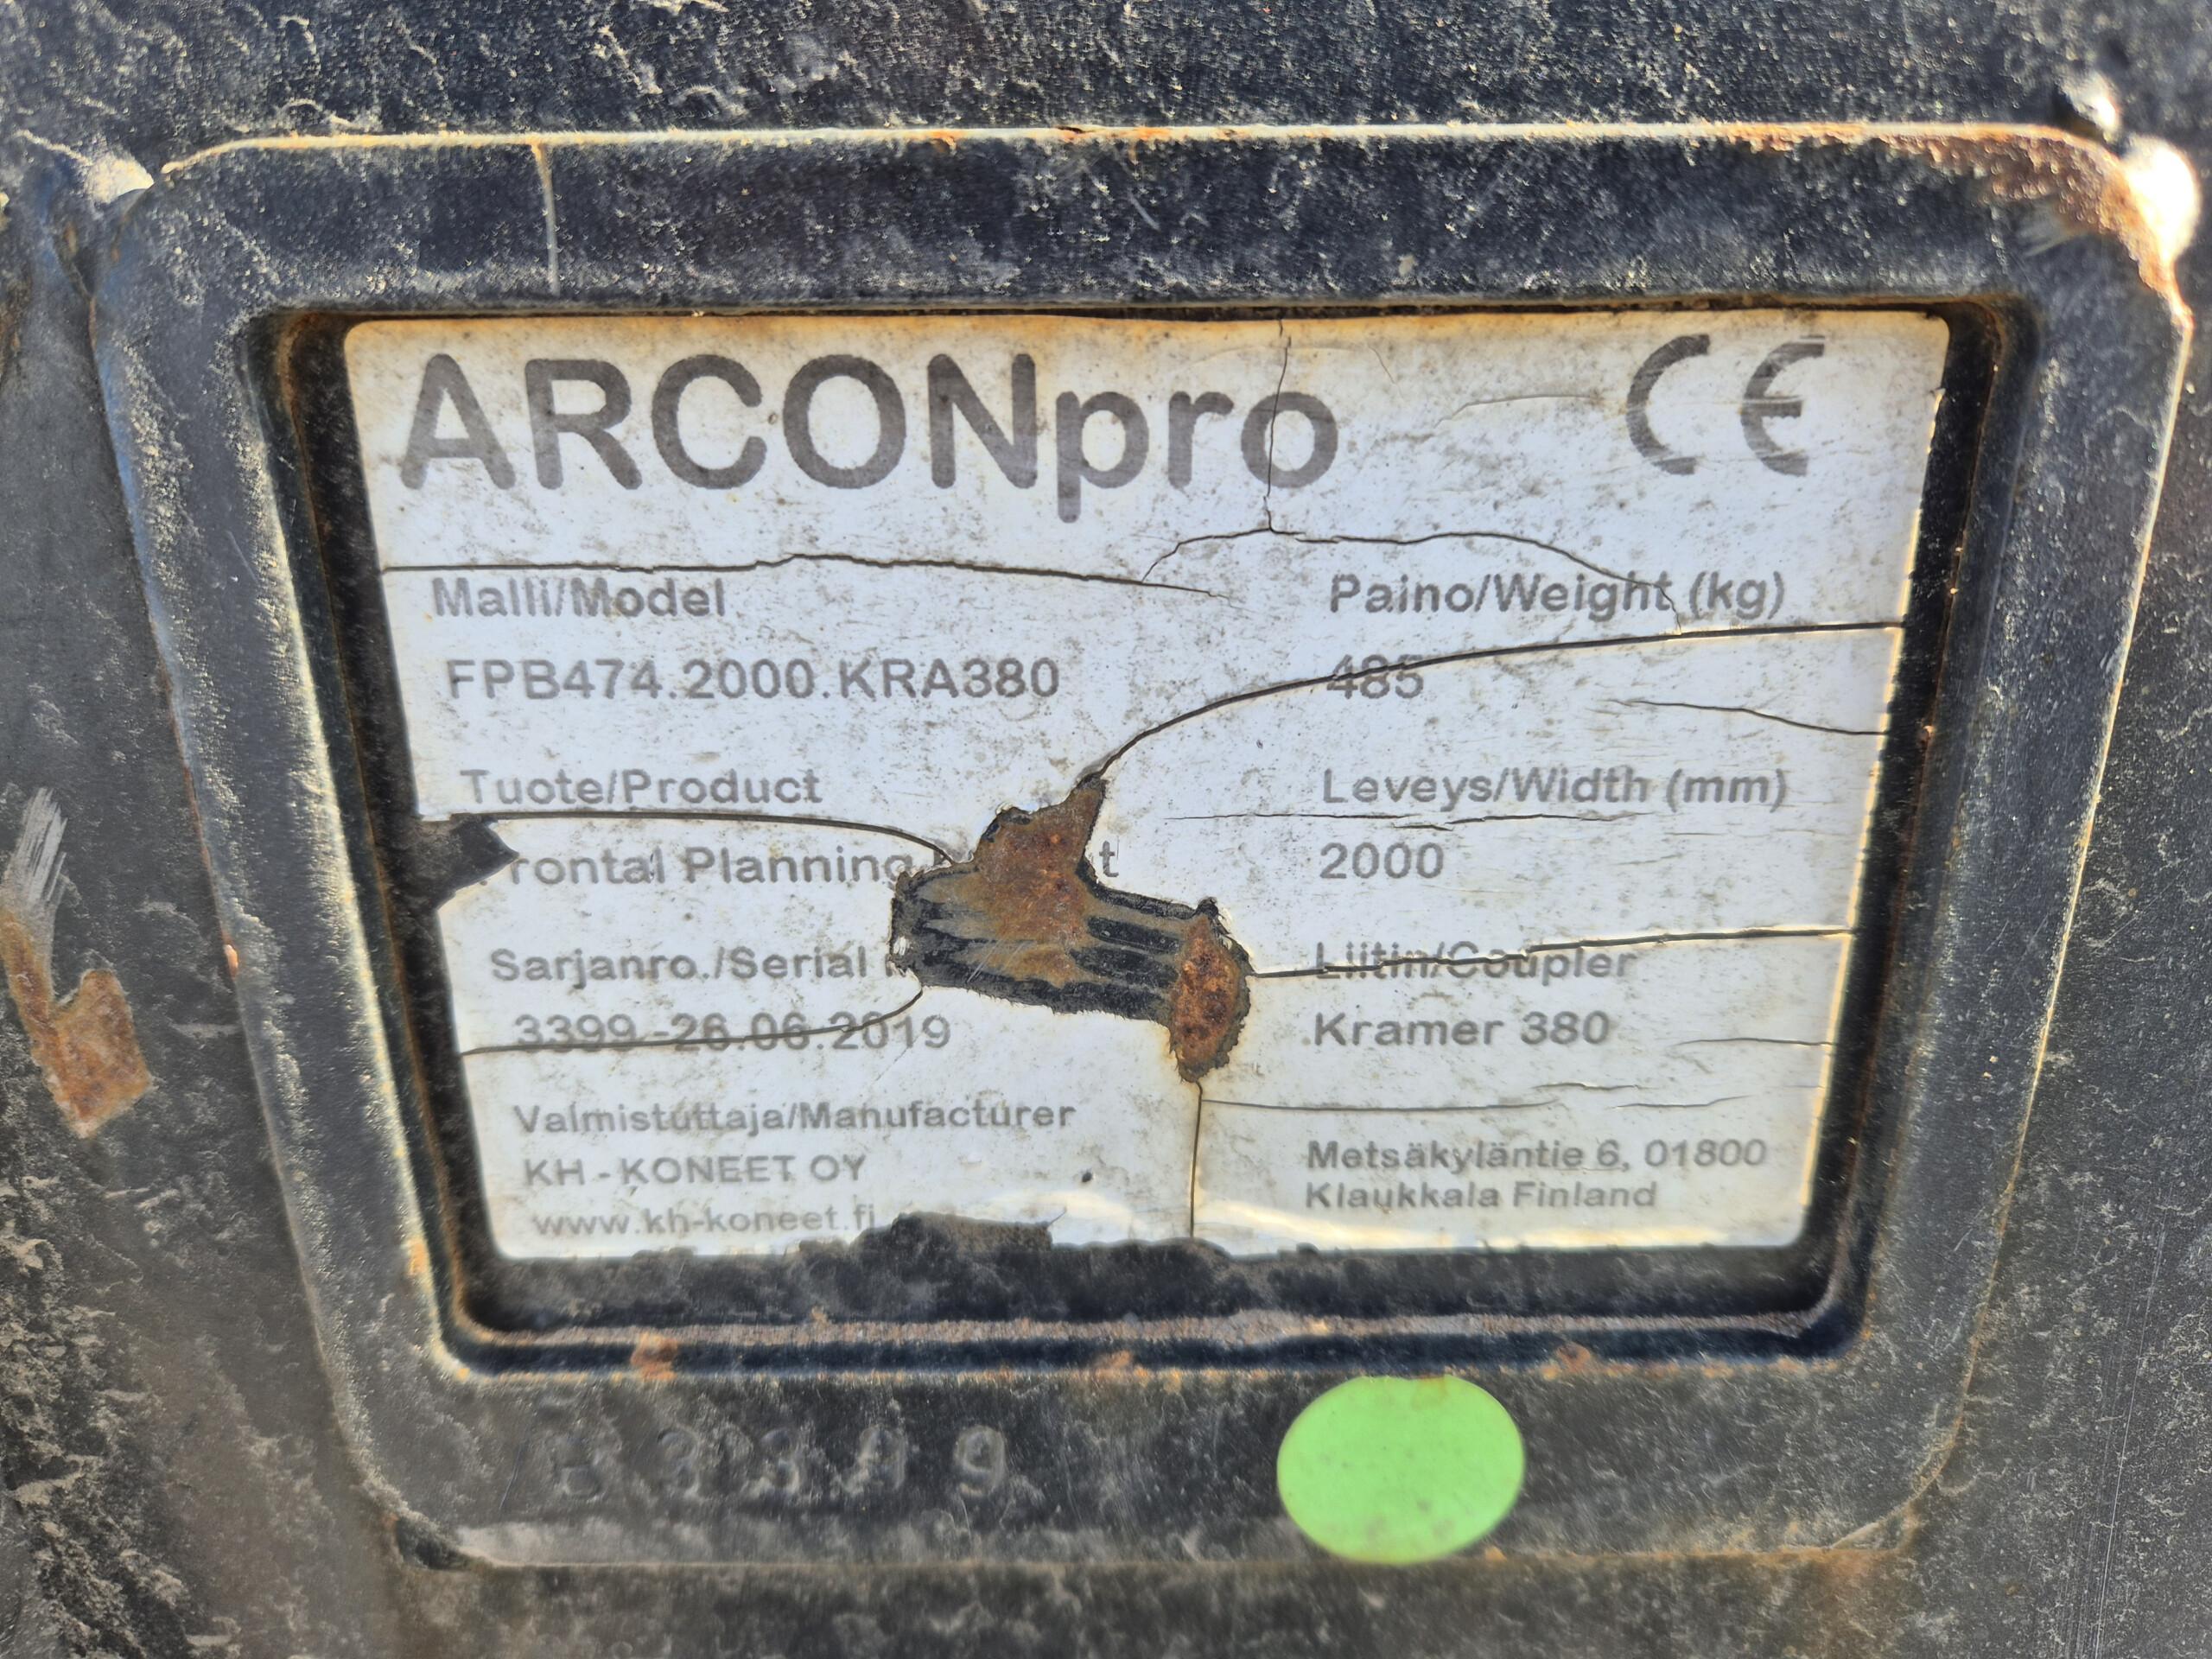 ARCONpro CE
Malli/Model
FPB474.2000.KRA380
Paino/Weight (kg)
485
Tuote/Product
Planning
Leveys/Width (mm)
2000
Sarjanro./Serial
3399 -26.06.2019
Liitin/Coupler
Kramer 380
Valmistuttaja/Manufacturer
KH - KONEET OY
www.kh-koneet.fi
Metsäkyläntie 6, 01800
Klaukkala Finland
B3399